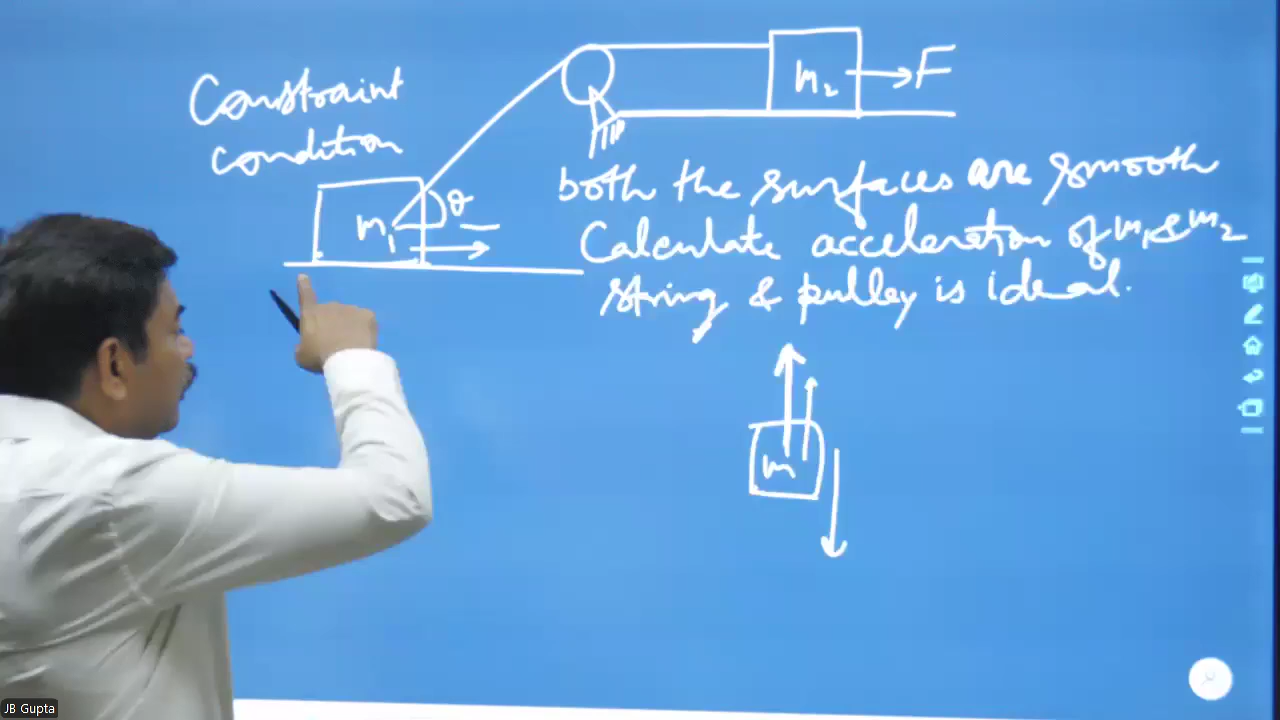 Constraint
condition
m₁
θ
m₂
F
both the surfaces are smooth
Calculate acceleration of m₁ & m₂
string & pulley is ideal.
m
JB Gupta